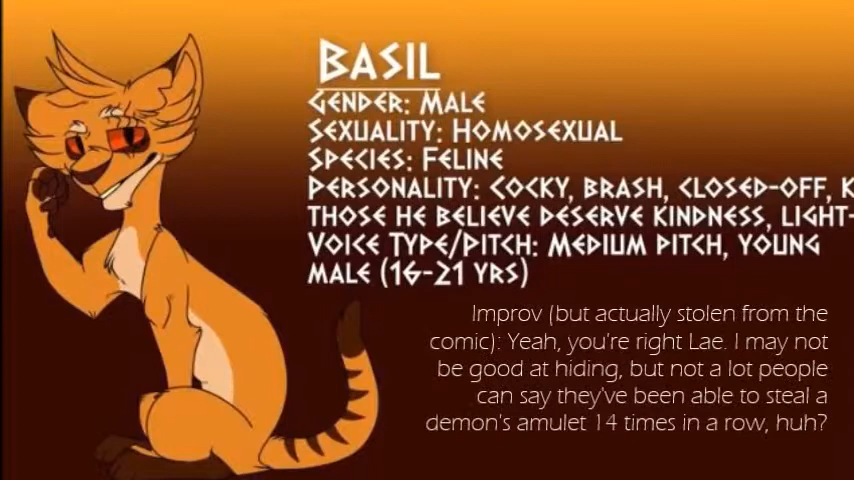 BASIL
GENDER: MALE
SEXUALITY: HOMOSEXUAL
SPECIES: FELINE
PERSONALITY: COCKY, BRASH, CLOSED-OFF,
THOSE HE BELIEVE DESERVE KINDNESS, LIGHT-
VOICE TYPE/PITCH: MEDIUM PITCH, YOUNG
MALE (16-21 YRS)
Improv (but actually stolen from the
comic): Yeah, you're right Lae. I may not
be good at hiding, but not a lot people
can say they've been able to steal a
demon's amulet 14 times in a row, huh?